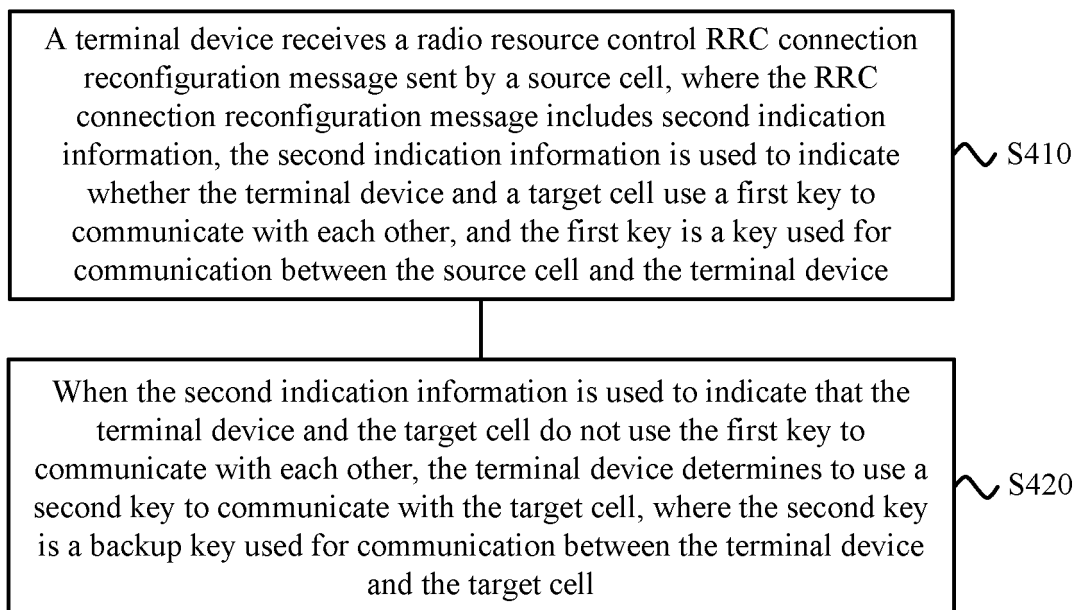 A terminal device receives a radio resource control RRC connection
reconfiguration message sent by a source cell, where the RRC
connection reconfiguration message includes second indication
information, the second indication information is used to indicate
whether the terminal device and a target cell use a first key to
communicate with each other, and the first key is a key used for
communication between the source cell and the terminal device
S410
When the second indication information is used to indicate that the
terminal device and the target cell do not use the first key to
communicate with each other, the terminal device determines to use a
second key to communicate with the target cell, where the second key
is a backup key used for communication between the terminal device
and the target cell
S420